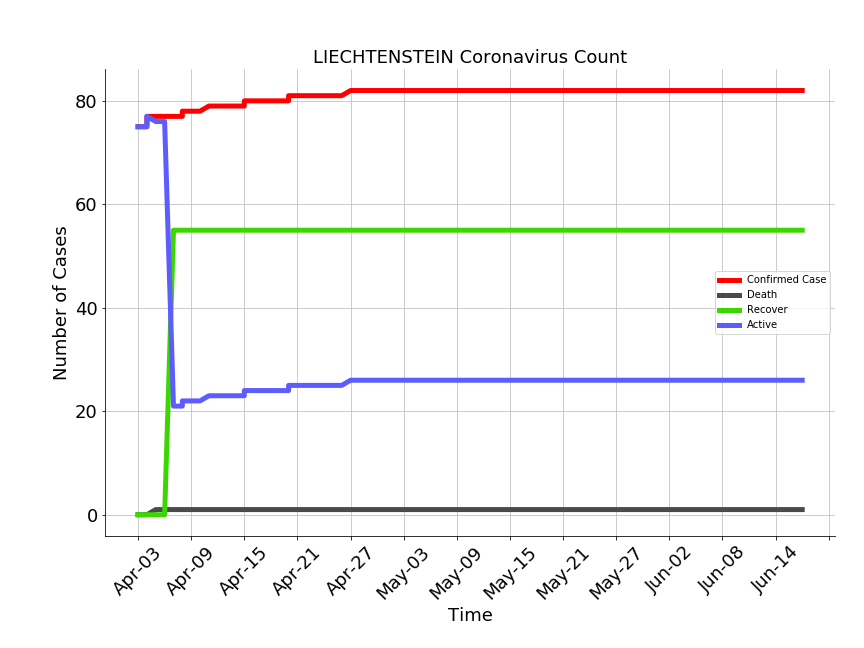 LIECHTENSTEIN Coronavirus Count
Number of Cases
80
60
40
20
0
Confirmed Case
Death
Recover
Active
Apr-03
Apr-09
Apr-15
Apr-21
Apr-27
May-03
May-09
May-15
May-21
May-27
Jun-02
Jun-08
Jun-14
Time